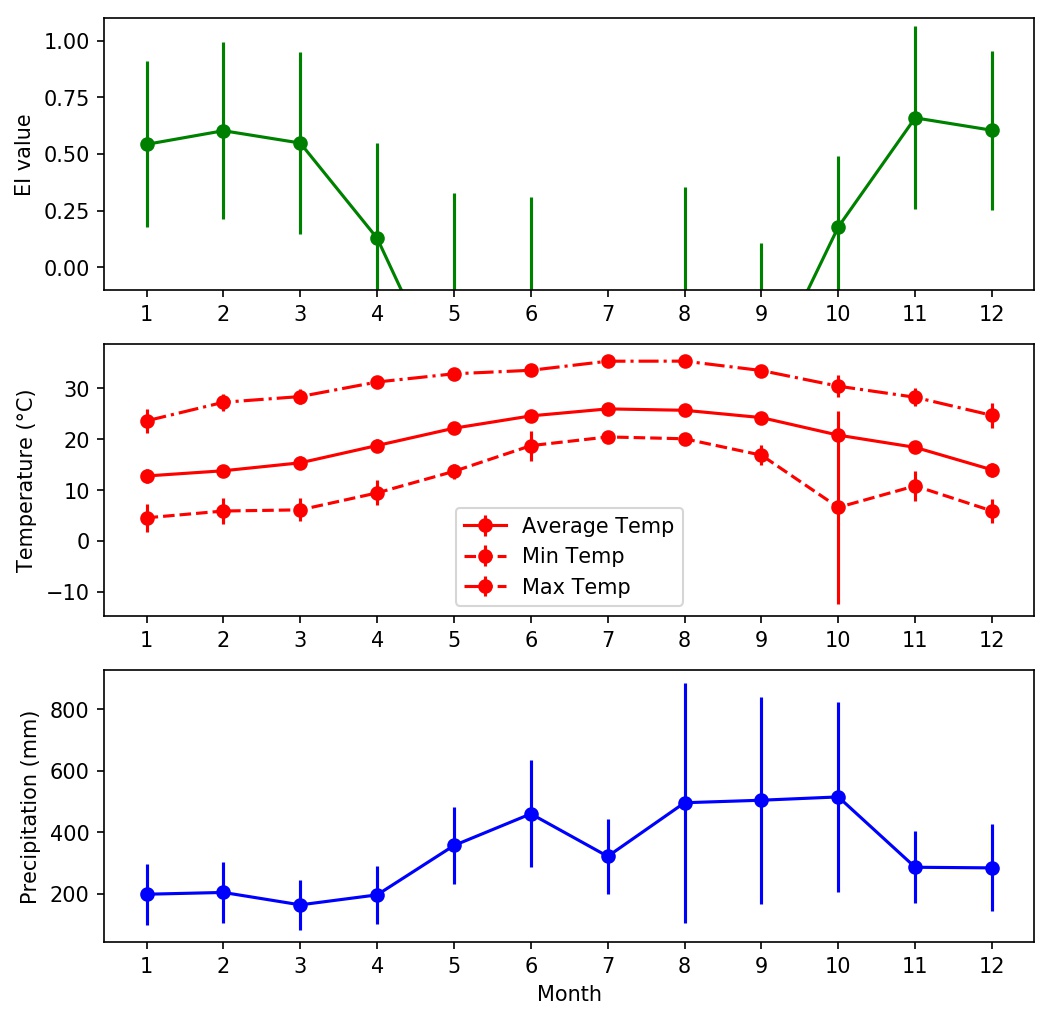 1.00
0.75
0.50
0.25
0.00
EI value
1 2 3 4 5 6 7 8 9 10 11 12
30
20
10
0
−10
Temperature (°C)
Average Temp
Min Temp
Max Temp
1 2 3 4 5 6 7 8 9 10 11 12
800
600
400
200
Precipitation (mm)
1 2 3 4 5 6 7 8 9 10 11 12
Month